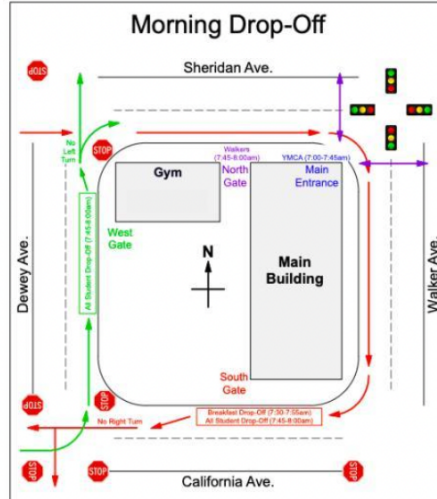 Morning Drop-Off
STOP
Sheridan Ave.
STOP
No
Left
Turn
STOP
Walkers
(7:45-8:00am)
North
Gate
YMCA (7:00-7:45am)
Main
Entrance
Gym
West
Gate
All Student Drop-Off (7:45-8:00am)
Dewey Ave.
N
Main
Building
Walker Ave.
South
Gate
STOP
STOP
Breakfast Drop-Off (7:30-7:55am)
All Student Drop-Off (7:45-8:00am)
No Right Turn
STOP
STOP
STOP
California Ave.